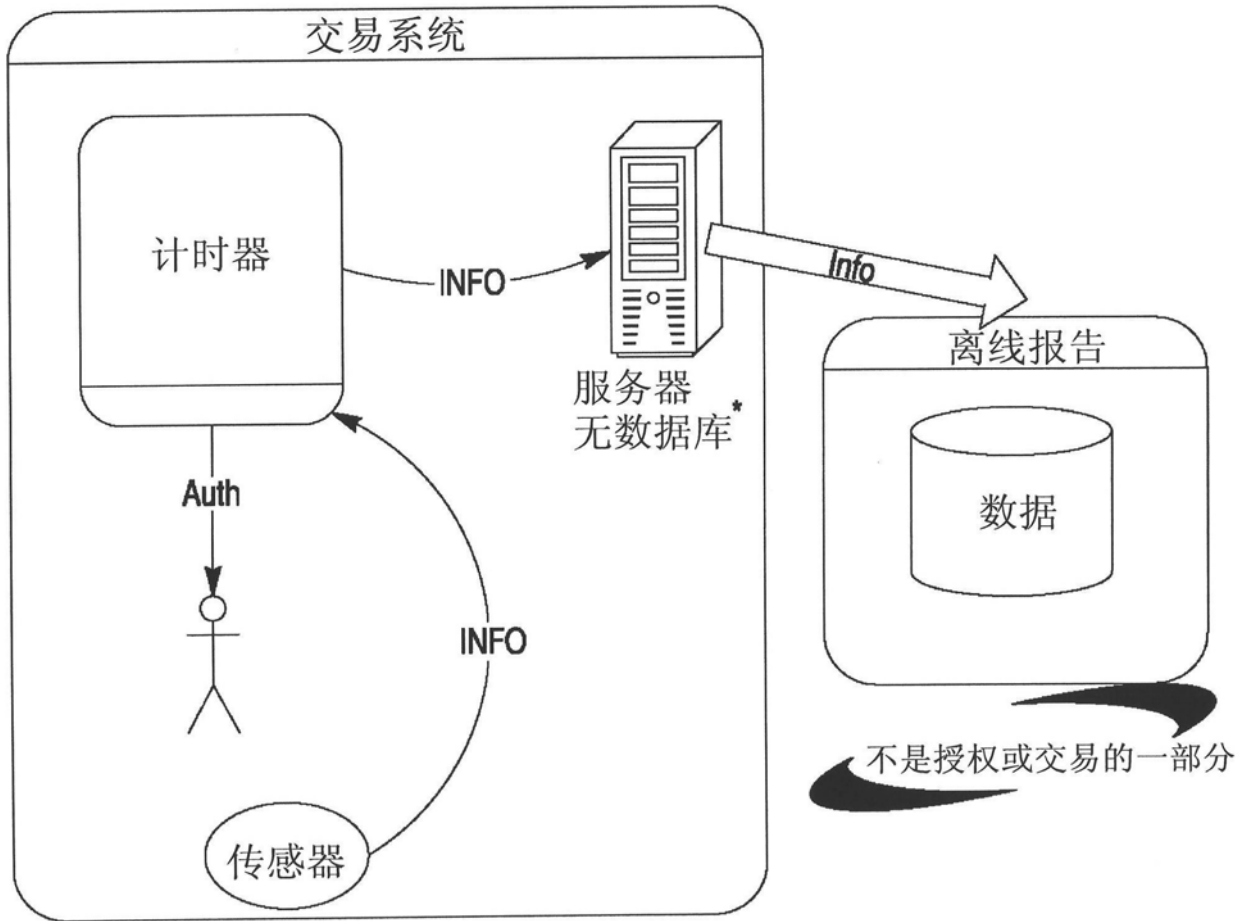 交易系统
计时器
INFO
Info
离线报告
服务器
无数据库*
Auth
数据
INFO
不是授权或交易的一部分
传感器